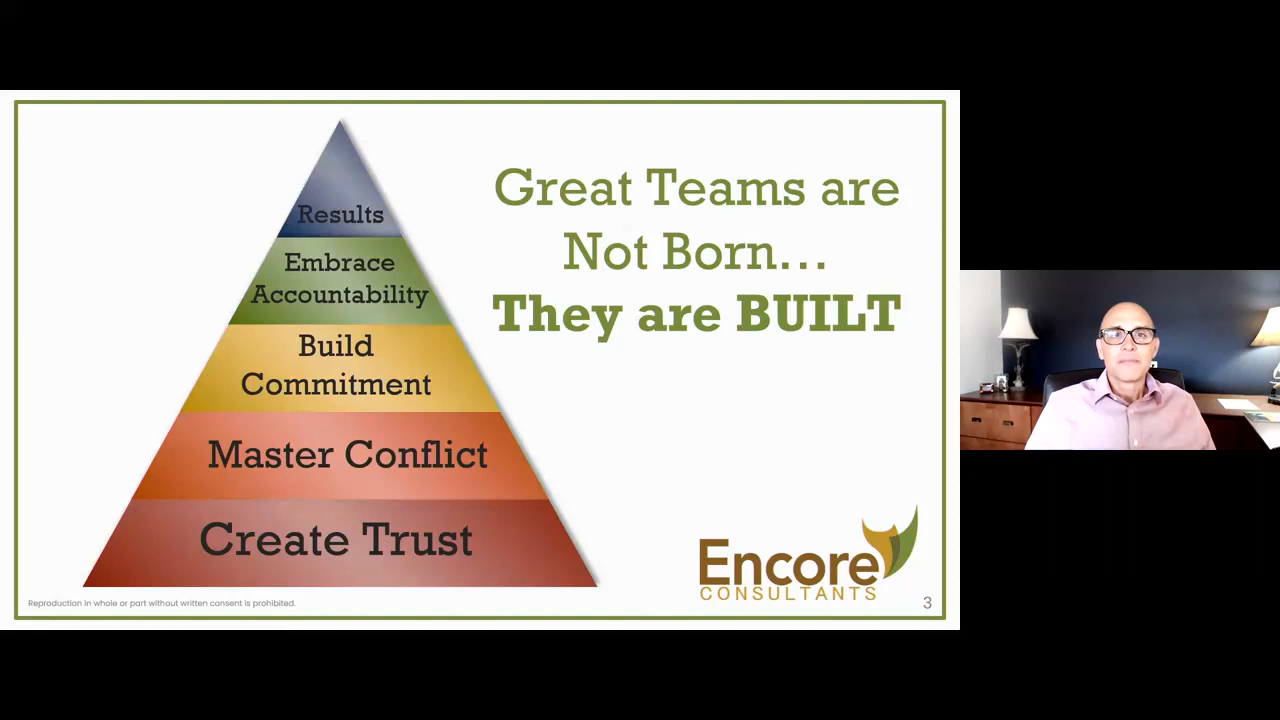 Results
Embrace
Accountability
Build
Commitment
Master Conflict
Create Trust
Great Teams are
Not Born...
They are BUILT
Encore
CONSULTANTS
Reproduction in whole or part without written consent is prohibited.
3